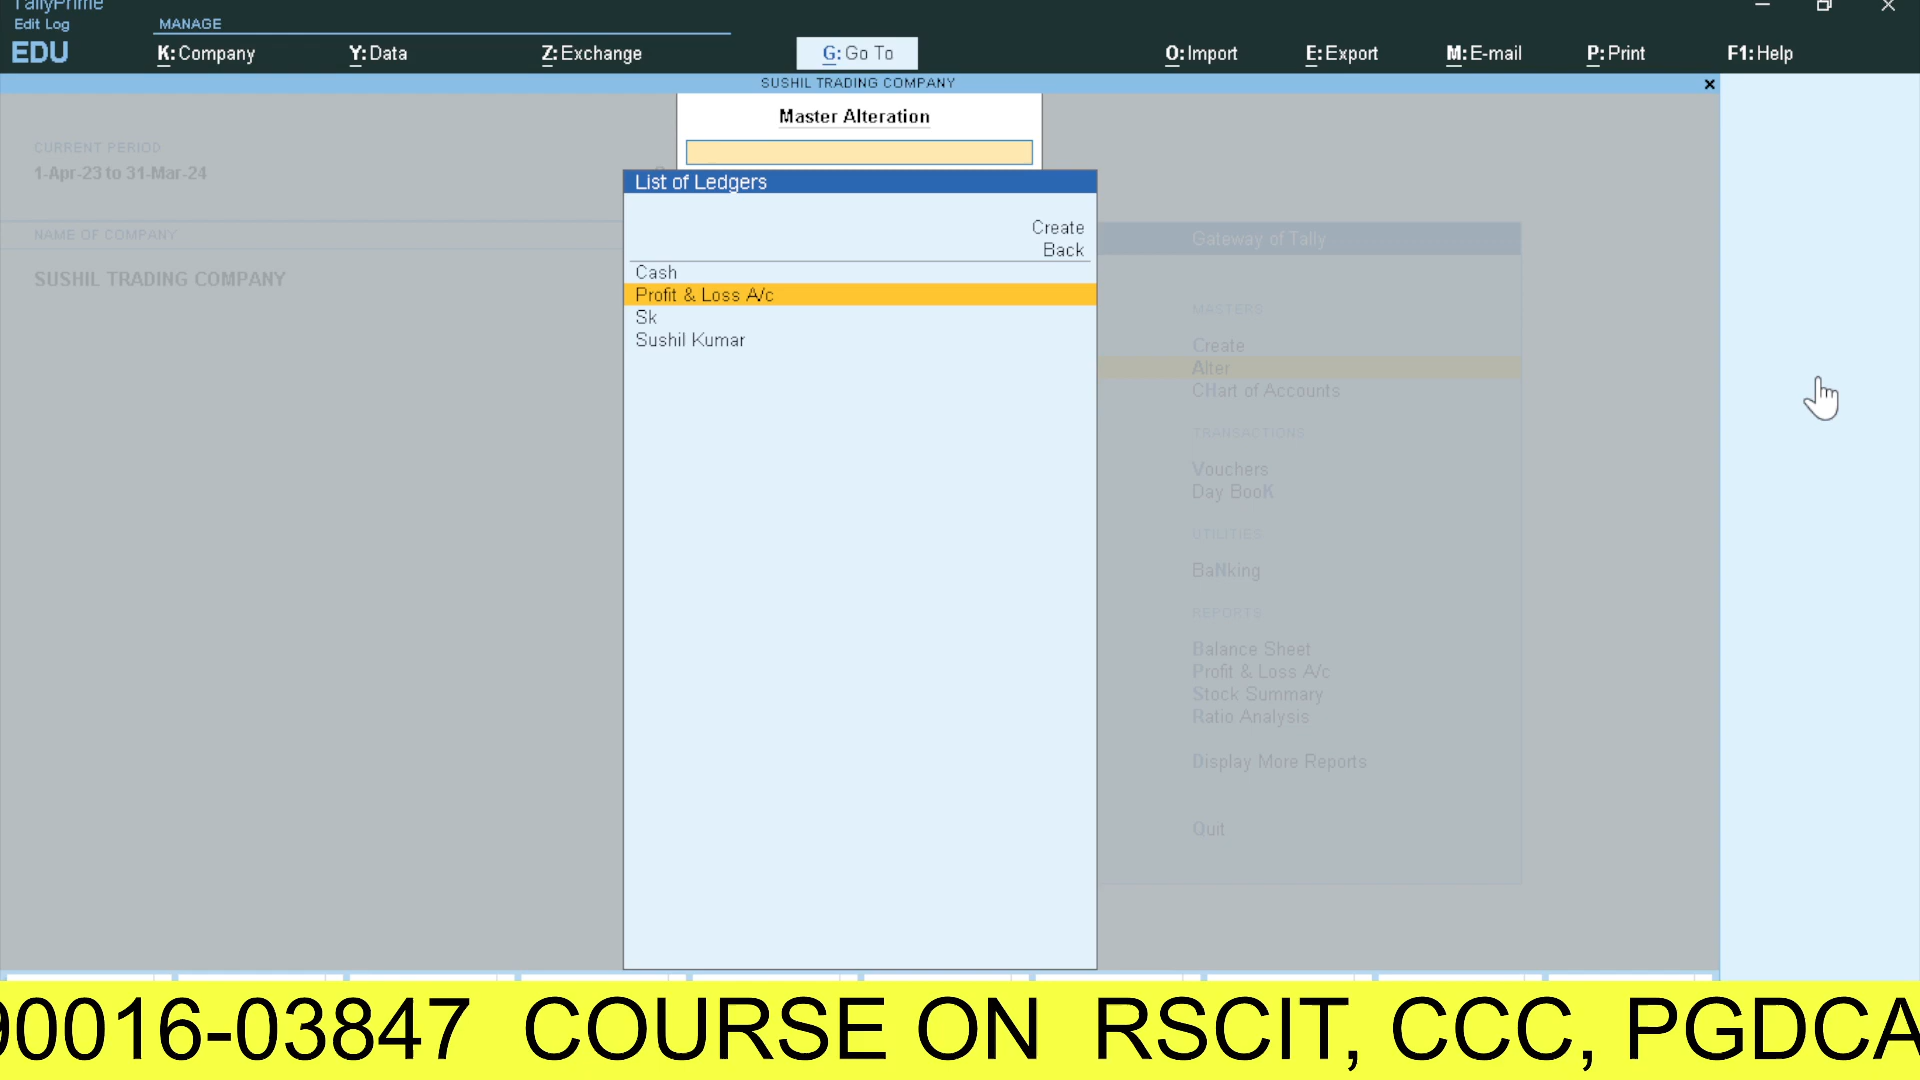 TallyPrime
Edit Log
EDU
MANAGE
K: Company
Y: Data
Z: Exchange
G: Go To
O: Import
E: Export
M: E-mail
P: Print
F1: Help
SUSHIL TRADING COMPANY
Master Alteration
CURRENT PERIOD
1-Apr-23 to 31-Mar-24
NAME OF COMPANY
SUSHIL TRADING COMPANY
List of Ledgers
Create
Back
Cash
Profit & Loss A/c
Sk
Sushil Kumar
Gateway of Tally
MASTERS
Create
Alter
CHart of Accounts
TRANSACTIONS
Vouchers
Day BooK
UTILITIES
BaNking
REPORTS
Balance Sheet
Profit & Loss A/c
Stock Summary
Ratio Analysis
Display More Reports
Quit
90016-03847 COURSE ON RSCIT, CCC, PGDCA